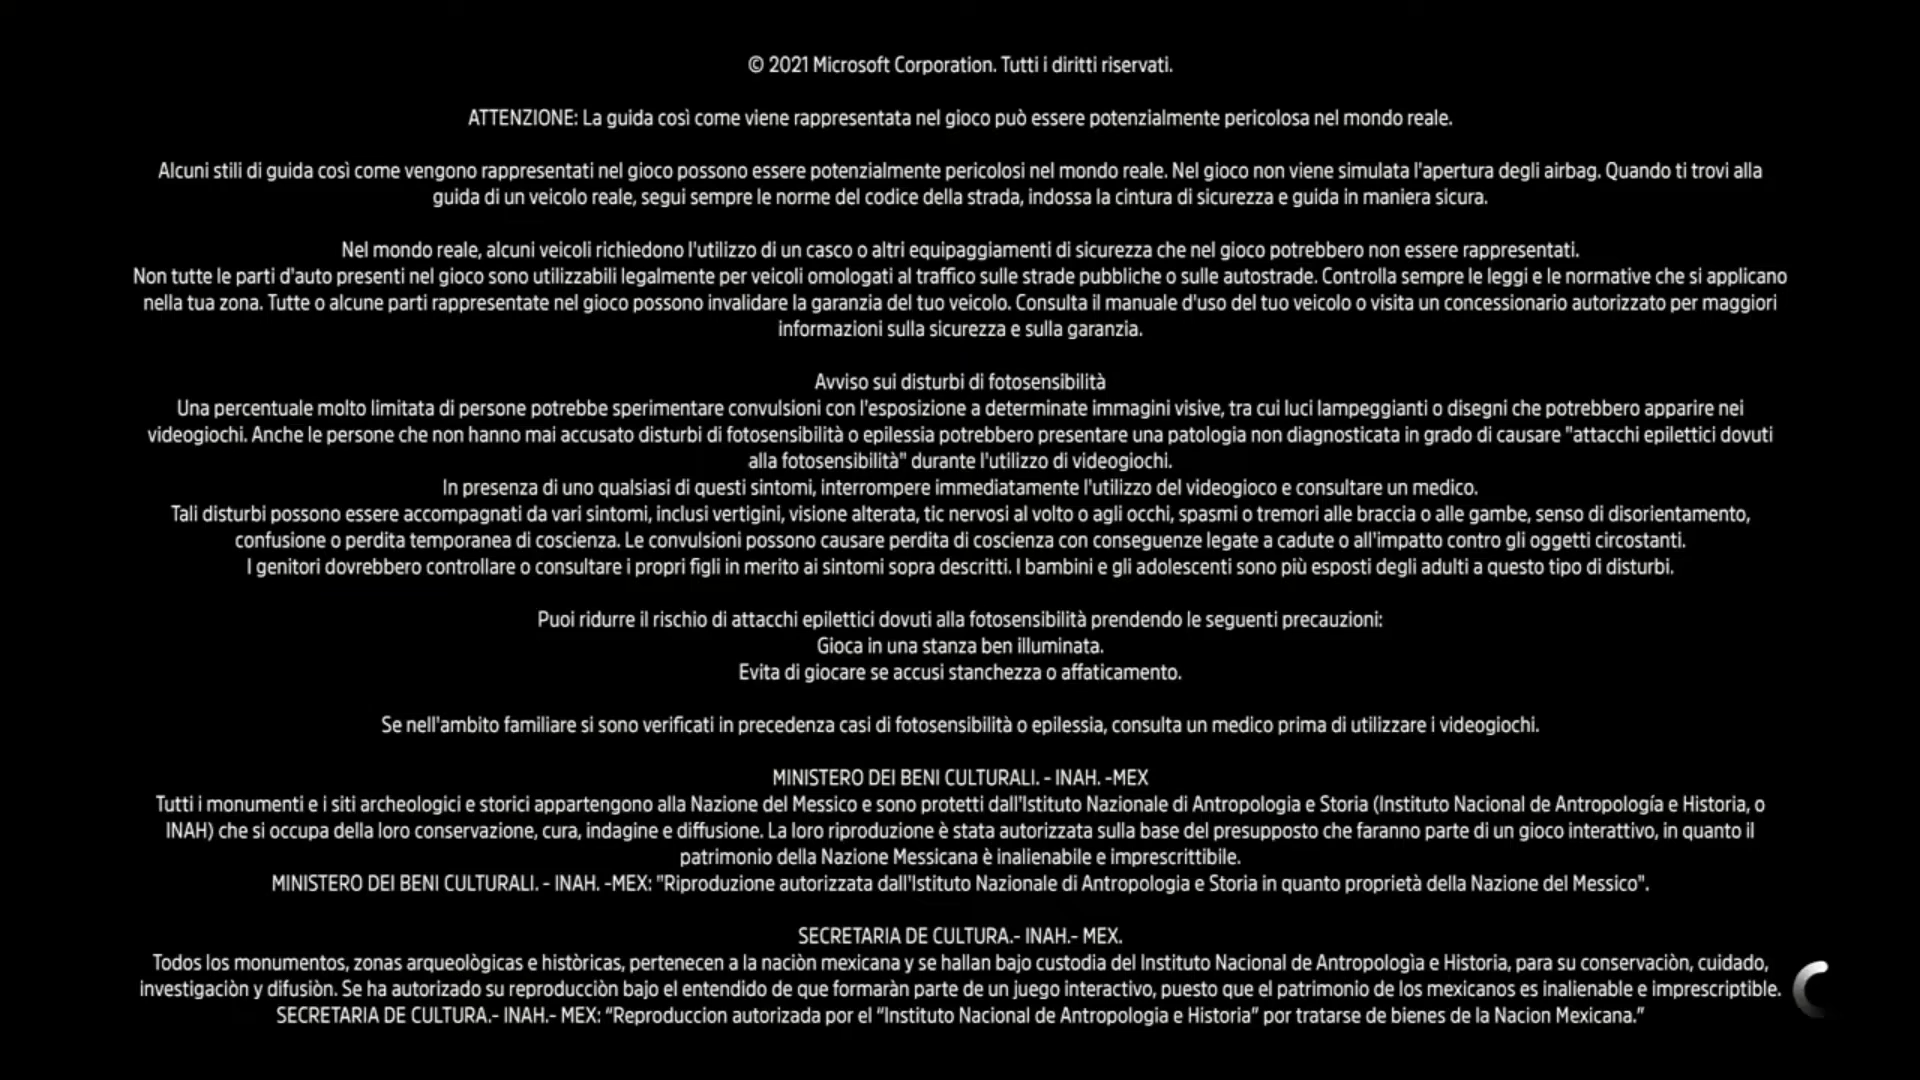 © 2021 Microsoft Corporation. Tutti i diritti riservati.
ATTENZIONE: La guida così come viene rappresentata nel gioco può essere potenzialmente pericolosa nel mondo reale.
Alcuni stili di guida così come vengono rappresentati nel gioco possono essere potenzialmente pericolosi nel mondo reale. Nel gioco non viene simulata l'apertura degli airbag. Quando ti trovi alla
guida di un veicolo reale, segui sempre le norme del codice della strada, indossa la cintura di sicurezza e guida in maniera sicura.
Nel mondo reale, alcuni veicoli richiedono l'utilizzo di un casco o altri equipaggiamenti di sicurezza che nel gioco potrebbero non essere rappresentati.
Non tutte le parti d'auto presenti nel gioco sono utilizzabili legalmente per veicoli omologati al traffico sulle strade pubbliche o sulle autostrade. Controlla sempre le leggi e le normative che si applicano
nella tua zona. Tutte o alcune parti rappresentate nel gioco possono invalidare la garanzia del tuo veicolo. Consulta il manuale d'uso del tuo veicolo o visita un concessionario autorizzato per maggiori
informazioni sulla sicurezza e sulla garanzia.
Avviso sui disturbi di fotosensibilità
Una percentuale molto limitata di persone potrebbe sperimentare convulsioni con l'esposizione a determinate immagini visive, tra cui luci lampeggianti o disegni che potrebbero apparire nei
videogiochi. Anche le persone che non hanno mai accusato disturbi di fotosensibilità o epilessia potrebbero presentare una patologia non diagnosticata in grado di causare "attacchi epilettici dovuti
alla fotosensibilità" durante l'utilizzo di videogiochi.
In presenza di uno qualsiasi di questi sintomi, interrompere immediatamente l'utilizzo del videogioco e consultare un medico.
Tali disturbi possono essere accompagnati da vari sintomi, inclusi vertigini, visione alterata, tic nervosi al volto o agli occhi, spasmi o tremori alle braccia o alle gambe, senso di disorientamento,
confusione o perdita temporanea di coscienza. Le convulsioni possono causare perdita di coscienza con conseguenze legate a cadute o all'impatto contro gli oggetti circostanti.
I genitori dovrebbero controllare o consultare i propri figli in merito ai sintomi sopra descritti. I bambini e gli adolescenti sono più esposti degli adulti a questo tipo di disturbi.
Puoi ridurre il rischio di attacchi epilettici dovuti alla fotosensibilità prendendo le seguenti precauzioni:
Gioca in una stanza ben illuminata.
Evita di giocare se accusi stanchezza o affaticamento.
Se nell'ambito familiare si sono verificati in precedenza casi di fotosensibilità o epilessia, consulta un medico prima di utilizzare i videogiochi.
MINISTERO DEI BENI CULTURALI. - INAH. -MEX
Tutti i monumenti e i siti archeologici e storici appartengono alla Nazione del Messico e sono protetti dall'Istituto Nazionale di Antropologia e Storia (Instituto Nacional de Antropología e Historia, o
INAH) che si occupa della loro conservazione, cura, indagine e diffusione. La loro riproduzione è stata autorizzata sulla base del presupposto che faranno parte di un gioco interattivo, in quanto il
patrimonio della Nazione Messicana è inalienabile e imprescrittibile.
MINISTERO DEI BENI CULTURALI. - INAH. -MEX: "Riproduzione autorizzata dall'Istituto Nazionale di Antropologia e Storia in quanto proprietà della Nazione del Messico".
SECRETARIA DE CULTURA.- INAH.- MEX.
Todos los monumentos, zonas arqueològicas e històricas, pertenecen a la naciòn mexicana y se hallan bajo custodia del Instituto Nacional de Antropologìa e Historia, para su conservaciòn, cuidado,
investigaciòn y difusiòn. Se ha autorizado su reproducciòn bajo el entendido de que formaràn parte de un juego interactivo, puesto que el patrimonio de los mexicanos es inalienable e imprescriptible.
SECRETARIA DE CULTURA.- INAH.- MEX: “Reproduccion autorizada por el “Instituto Nacional de Antropologia e Historia” por tratarse de bienes de la Nacion Mexicana.”